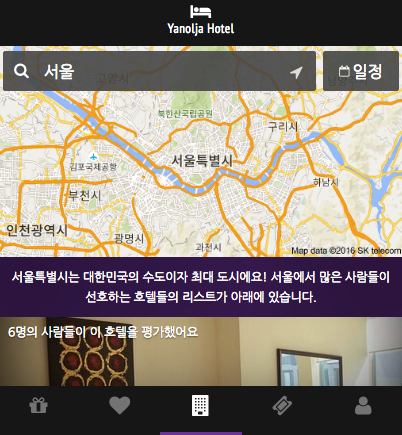 Yanolja Hotel
서울
일정
고양시
북한산국립공원
구리시
김포국제공항
서울특별시
하남시
부천시
인천광역시
광명시
과천시
Map data ©2016 SK telecom
서울특별시는 대한민국의 수도이자 최대 도시에요! 서울에서 많은 사람들이
선호하는 호텔들의 리스트가 아래에 있습니다.
6명의 사람들이 이 호텔을 평가했어요